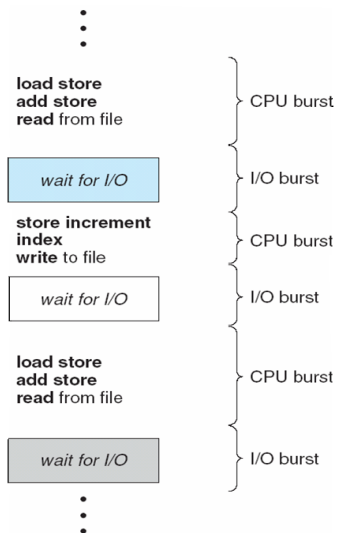 load store
add store
read from file
CPU burst
wait for I/O
I/O burst
store increment
index
write to file
CPU burst
wait for I/O
I/O burst
load store
add store
read from file
CPU burst
wait for I/O
I/O burst